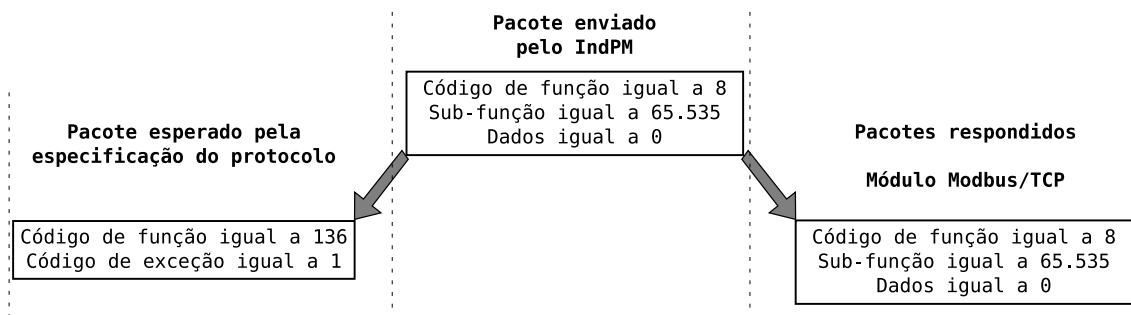 Pacote enviado
pelo IndPM
Código de função igual a 8
Sub-função igual a 65.535
Dados igual a 0
Pacote esperado pela
especificação do protocolo
Código de função igual a 136
Código de exceção igual a 1
Pacotes respondidos
Módulo Modbus/TCP
Código de função igual a 8
Sub-função igual a 65.535
Dados igual a 0